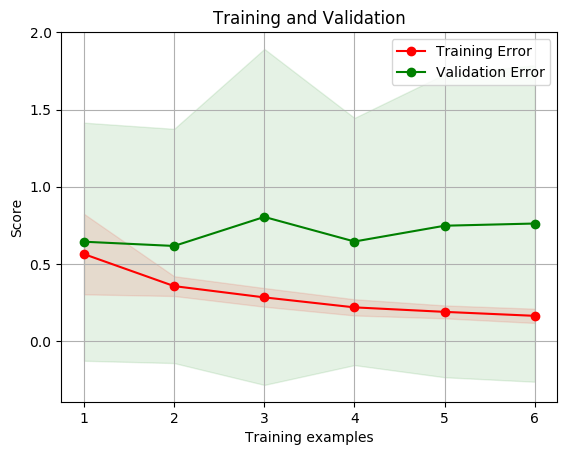 Training and Validation
2.0
1.5
1.0
0.5
0.0
Score
Training Error
Validation Error
1 2 3 4 5 6
Training examples